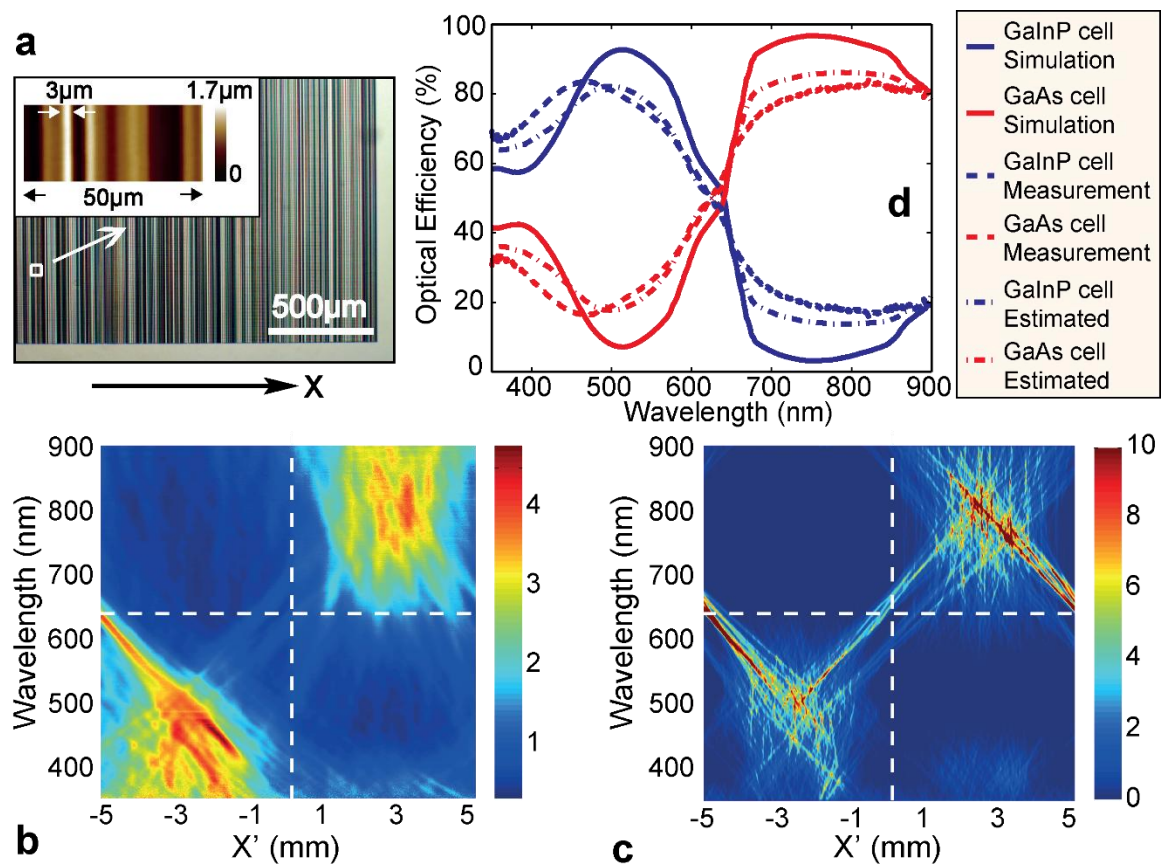 a
3µm
1.7µm
0
50µm
500µm
X
Optical Efficiency (%)
100
80
60
40
20
0
400
500
600
700
800
900
Wavelength (nm)
d
GaInP cell
Simulation
GaAs cell
Simulation
GaInP cell
Measurement
GaAs cell
Measurement
GaInP cell
Estimated
GaAs cell
Estimated
Wavelength (nm)
900
800
700
600
500
400
-5
-3
-1
1
3
5
X' (mm)
4
3
2
1
b
Wavelength (nm)
900
800
700
600
500
400
-5
-3
-1
1
3
5
X' (mm)
10
8
6
4
2
0
c